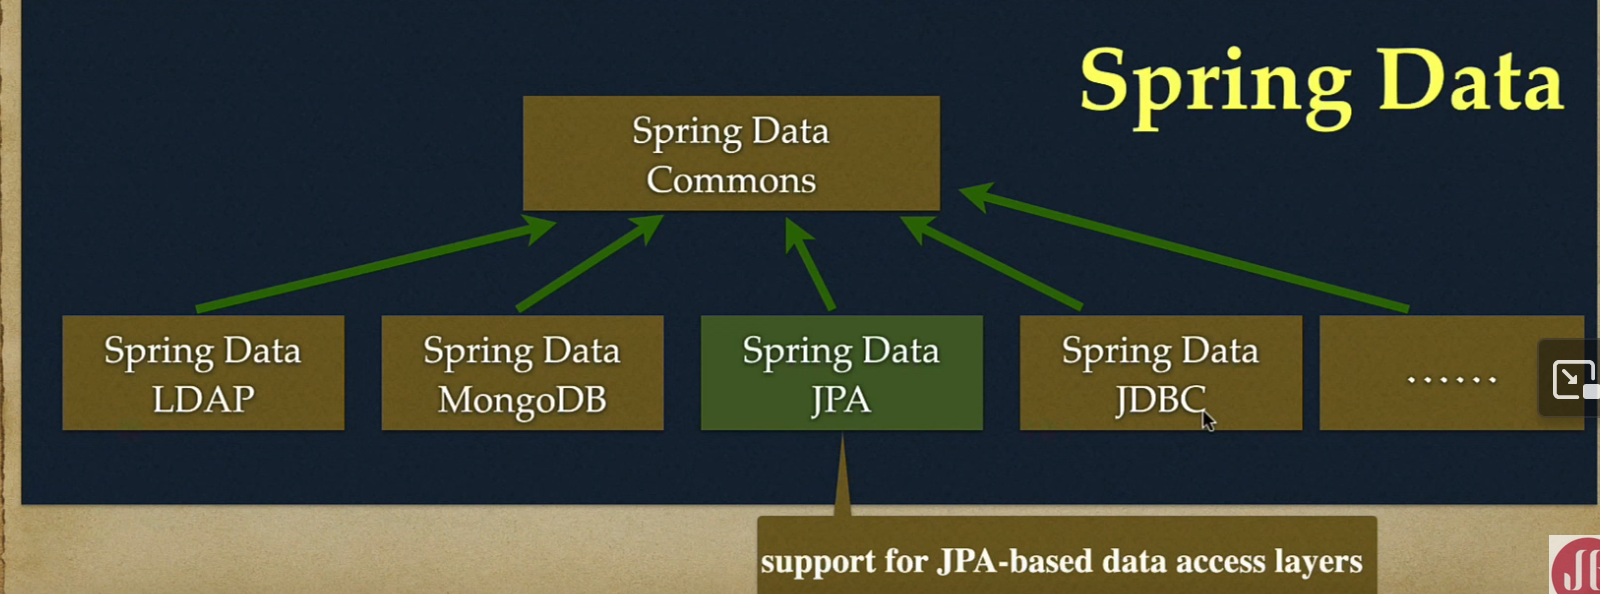 Spring Data
Spring Data
Commons
Spring Data
LDAP
Spring Data
MongoDB
Spring Data
JPA
Spring Data
JDBC
......
support for JPA-based data access layers